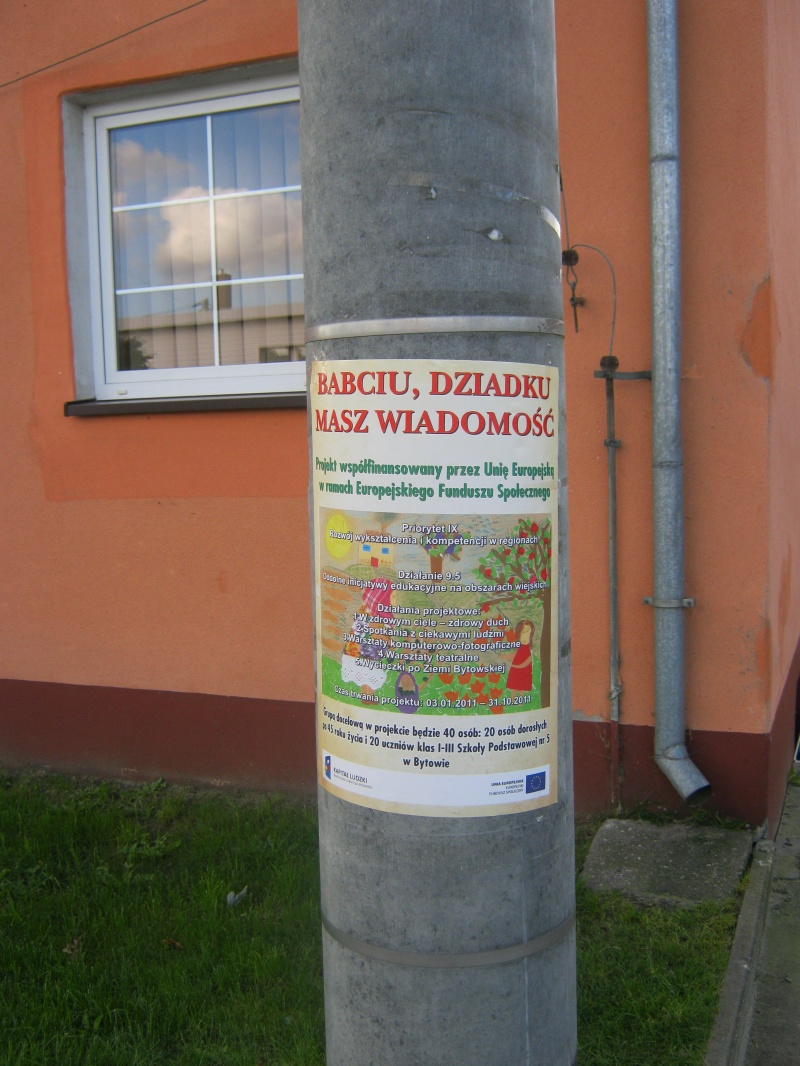 BABCIU, DZIADKU
MASZ WIADOMOŚĆ
Projekt współfinansowany przez Unię Europejską
w ramach Europejskiego Funduszu Społecznego
Priorytet IX
Rozwój wykształcenia i kompetencji w regionach
Działanie 9.5
Oddolne inicjatywy edukacyjne na obszarach wiejskich
Działania projektowe:
1.W zdrowym ciele – zdrowy duch
2.Spotkania z ciekawymi ludźmi
3.Warsztaty komputerowo-fotograficzne
4.Warsztaty teatralne
5.Wycieczki po Ziemi Bytowskiej
Czas trwania projektu: 03.01.2011 – 31.10.2011
Grupa docelową w projekcie będzie 40 osób: 20 osób dorosłych
po 45 roku życia i 20 uczniów klas I-III Szkoły Podstawowej nr 5
w Bytowie
KAPITAŁ LUDZKI
UNIA EUROPEJSKA
EUROPEJSKI
FUNDUSZ SPOŁECZNY